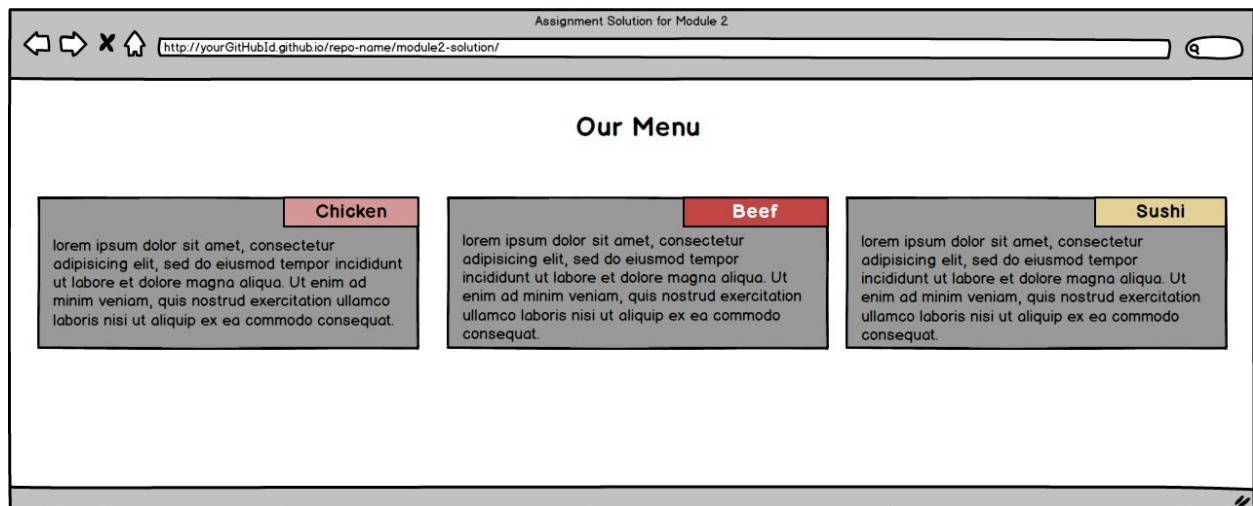 Assignment Solution for Module 2
http://yourGitHubId.github.io/repo-name/module2-solution/
Our Menu
Chicken
lorem ipsum dolor sit amet, consectetur
adipisicing elit, sed do eiusmod tempor incididunt
ut labore et dolore magna aliqua. Ut enim ad
minim veniam, quis nostrud exercitation ullamco
laboris nisi ut aliquip ex ea commodo consequat.
Beef
lorem ipsum dolor sit amet, consectetur
adipisicing elit, sed do eiusmod tempor
incididunt ut labore et dolore magna aliqua. Ut
enim ad minim veniam, quis nostrud exercitation
ullamco laboris nisi ut aliquip ex ea commodo
consequat.
Sushi
lorem ipsum dolor sit amet, consectetur
adipisicing elit, sed do eiusmod tempor
incididunt ut labore et dolore magna aliqua. Ut
enim ad minim veniam, quis nostrud exercitation
ullamco laboris nisi ut aliquip ex ea commodo
consequat.